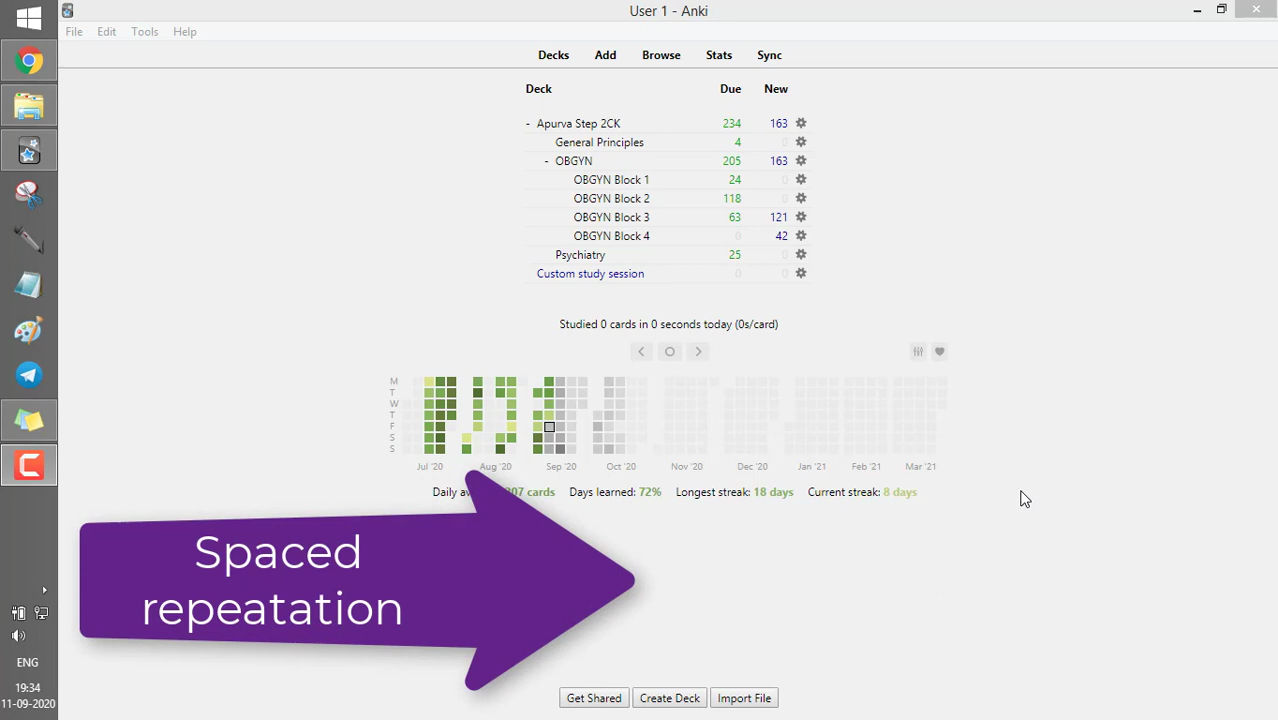 User 1 - Anki
File Edit Tools Help
Decks Add Browse Stats Sync
Deck Due New
- Apurva Step 2CK 234 163
General Principles 4 0
- OBGYN 205 163
OBGYN Block 1 24 0
OBGYN Block 2 118 0
OBGYN Block 3 63 121
OBGYN Block 4 0 42
Psychiatry 25 0
Custom study session 0 0
Studied 0 cards in 0 seconds today (0s/card)
M
T
W
T
F
S
S
Jul '20 Aug '20 Sep '20 Oct '20 Nov '20 Dec '20 Jan '21 Feb '21 Mar '21
Daily cards Days learned: 72% Longest streak: 18 days Current streak: 8 days
Spaced
repeatation
Get Shared Create Deck Import File
ENG
19:34
11-09-2020